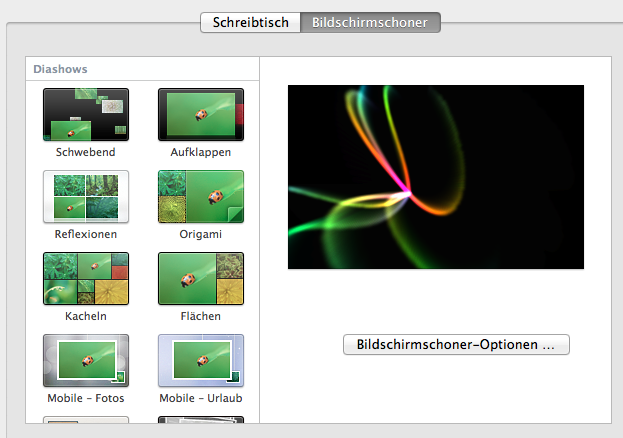 Schreibtisch Bildschirmschoner
Diashows
Schwebend Aufklappen
Reflexionen Origami
Kacheln Flächen
Mobile – Fotos Mobile – Urlaub
Bildschirmschoner-Optionen ...